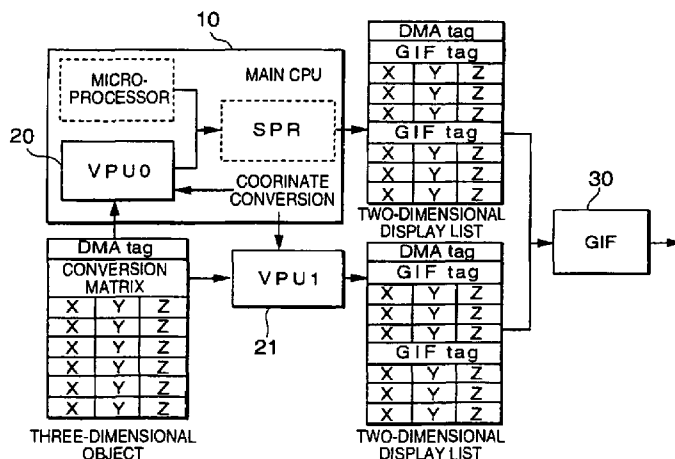 10
MAIN CPU
MICRO-
PROCESSOR
SPR
20
VPU0
COORINATE
CONVERSION
DMA tag
GIF tag
X Y Z
X Y Z
X Y Z
GIF tag
X Y Z
X Y Z
X Y Z
TWO-DIMENSIONAL
DISPLAY LIST
30
GIF
DMA tag
CONVERSION
MATRIX
X Y Z
X Y Z
X Y Z
X Y Z
X Y Z
X Y Z
THREE-DIMENSIONAL
OBJECT
VPU1
21
DMA tag
GIF tag
X Y Z
X Y Z
X Y Z
GIF tag
X Y Z
X Y Z
X Y Z
TWO-DIMENSIONAL
DISPLAY LIST